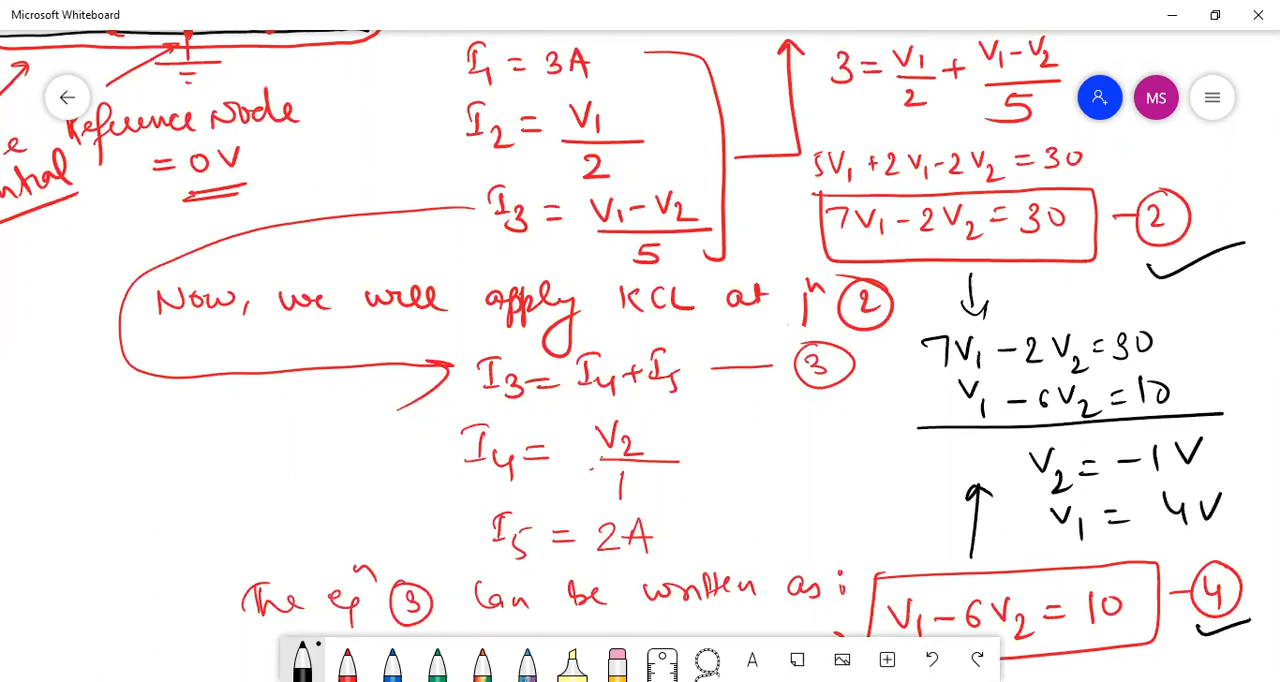 Microsoft Whiteboard
MS
Reference Node
= 0 V
I1 = 3A
I2 = V1/2
I3 = (V1 - V2)/5
3 = V1/2 + (V1 - V2)/5
5V1 + 2V1 - 2V2 = 30
7V1 - 2V2 = 30 - 2
Now, we will apply KCL at jn 2
I3 = I4 + I5 — 3
I4 = V2/1
I5 = 2A
7V1 - 2V2 = 30
V1 - 6V2 = 10
V2 = -1V
V1 = 4V
The eqn 3 can be written as :
V1 - 6V2 = 10 - 4
A